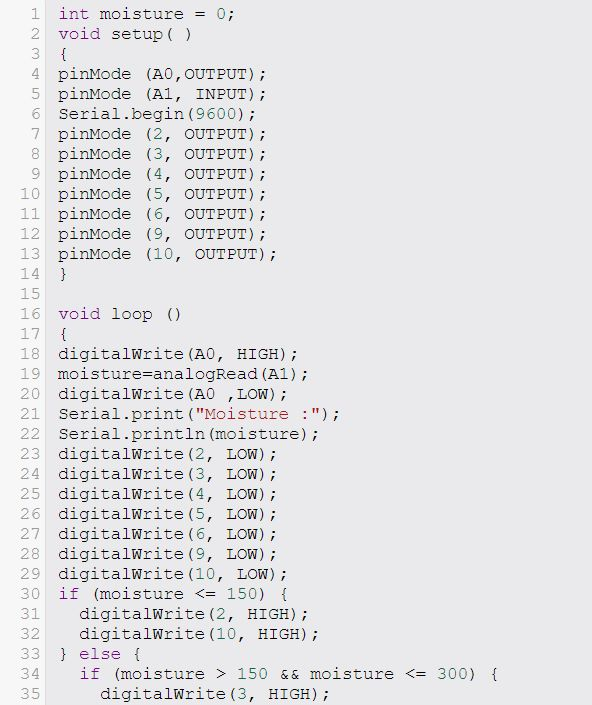 1 int moisture = 0;
2 void setup( )
3 {
4 pinMode (A0,OUTPUT);
5 pinMode (A1, INPUT);
6 Serial.begin(9600);
7 pinMode (2, OUTPUT);
8 pinMode (3, OUTPUT);
9 pinMode (4, OUTPUT);
10 pinMode (5, OUTPUT);
11 pinMode (6, OUTPUT);
12 pinMode (9, OUTPUT);
13 pinMode (10, OUTPUT);
14 }
15
16 void loop ()
17 {
18 digitalWrite(A0, HIGH);
19 moisture=analogRead(A1);
20 digitalWrite(A0 ,LOW);
21 Serial.print("Moisture :");
22 Serial.println(moisture);
23 digitalWrite(2, LOW);
24 digitalWrite(3, LOW);
25 digitalWrite(4, LOW);
26 digitalWrite(5, LOW);
27 digitalWrite(6, LOW);
28 digitalWrite(9, LOW);
29 digitalWrite(10, LOW);
30 if (moisture <= 150) {
31   digitalWrite(2, HIGH);
32   digitalWrite(10, HIGH);
33 } else {
34   if (moisture > 150 && moisture <= 300) {
35     digitalWrite(3, HIGH);